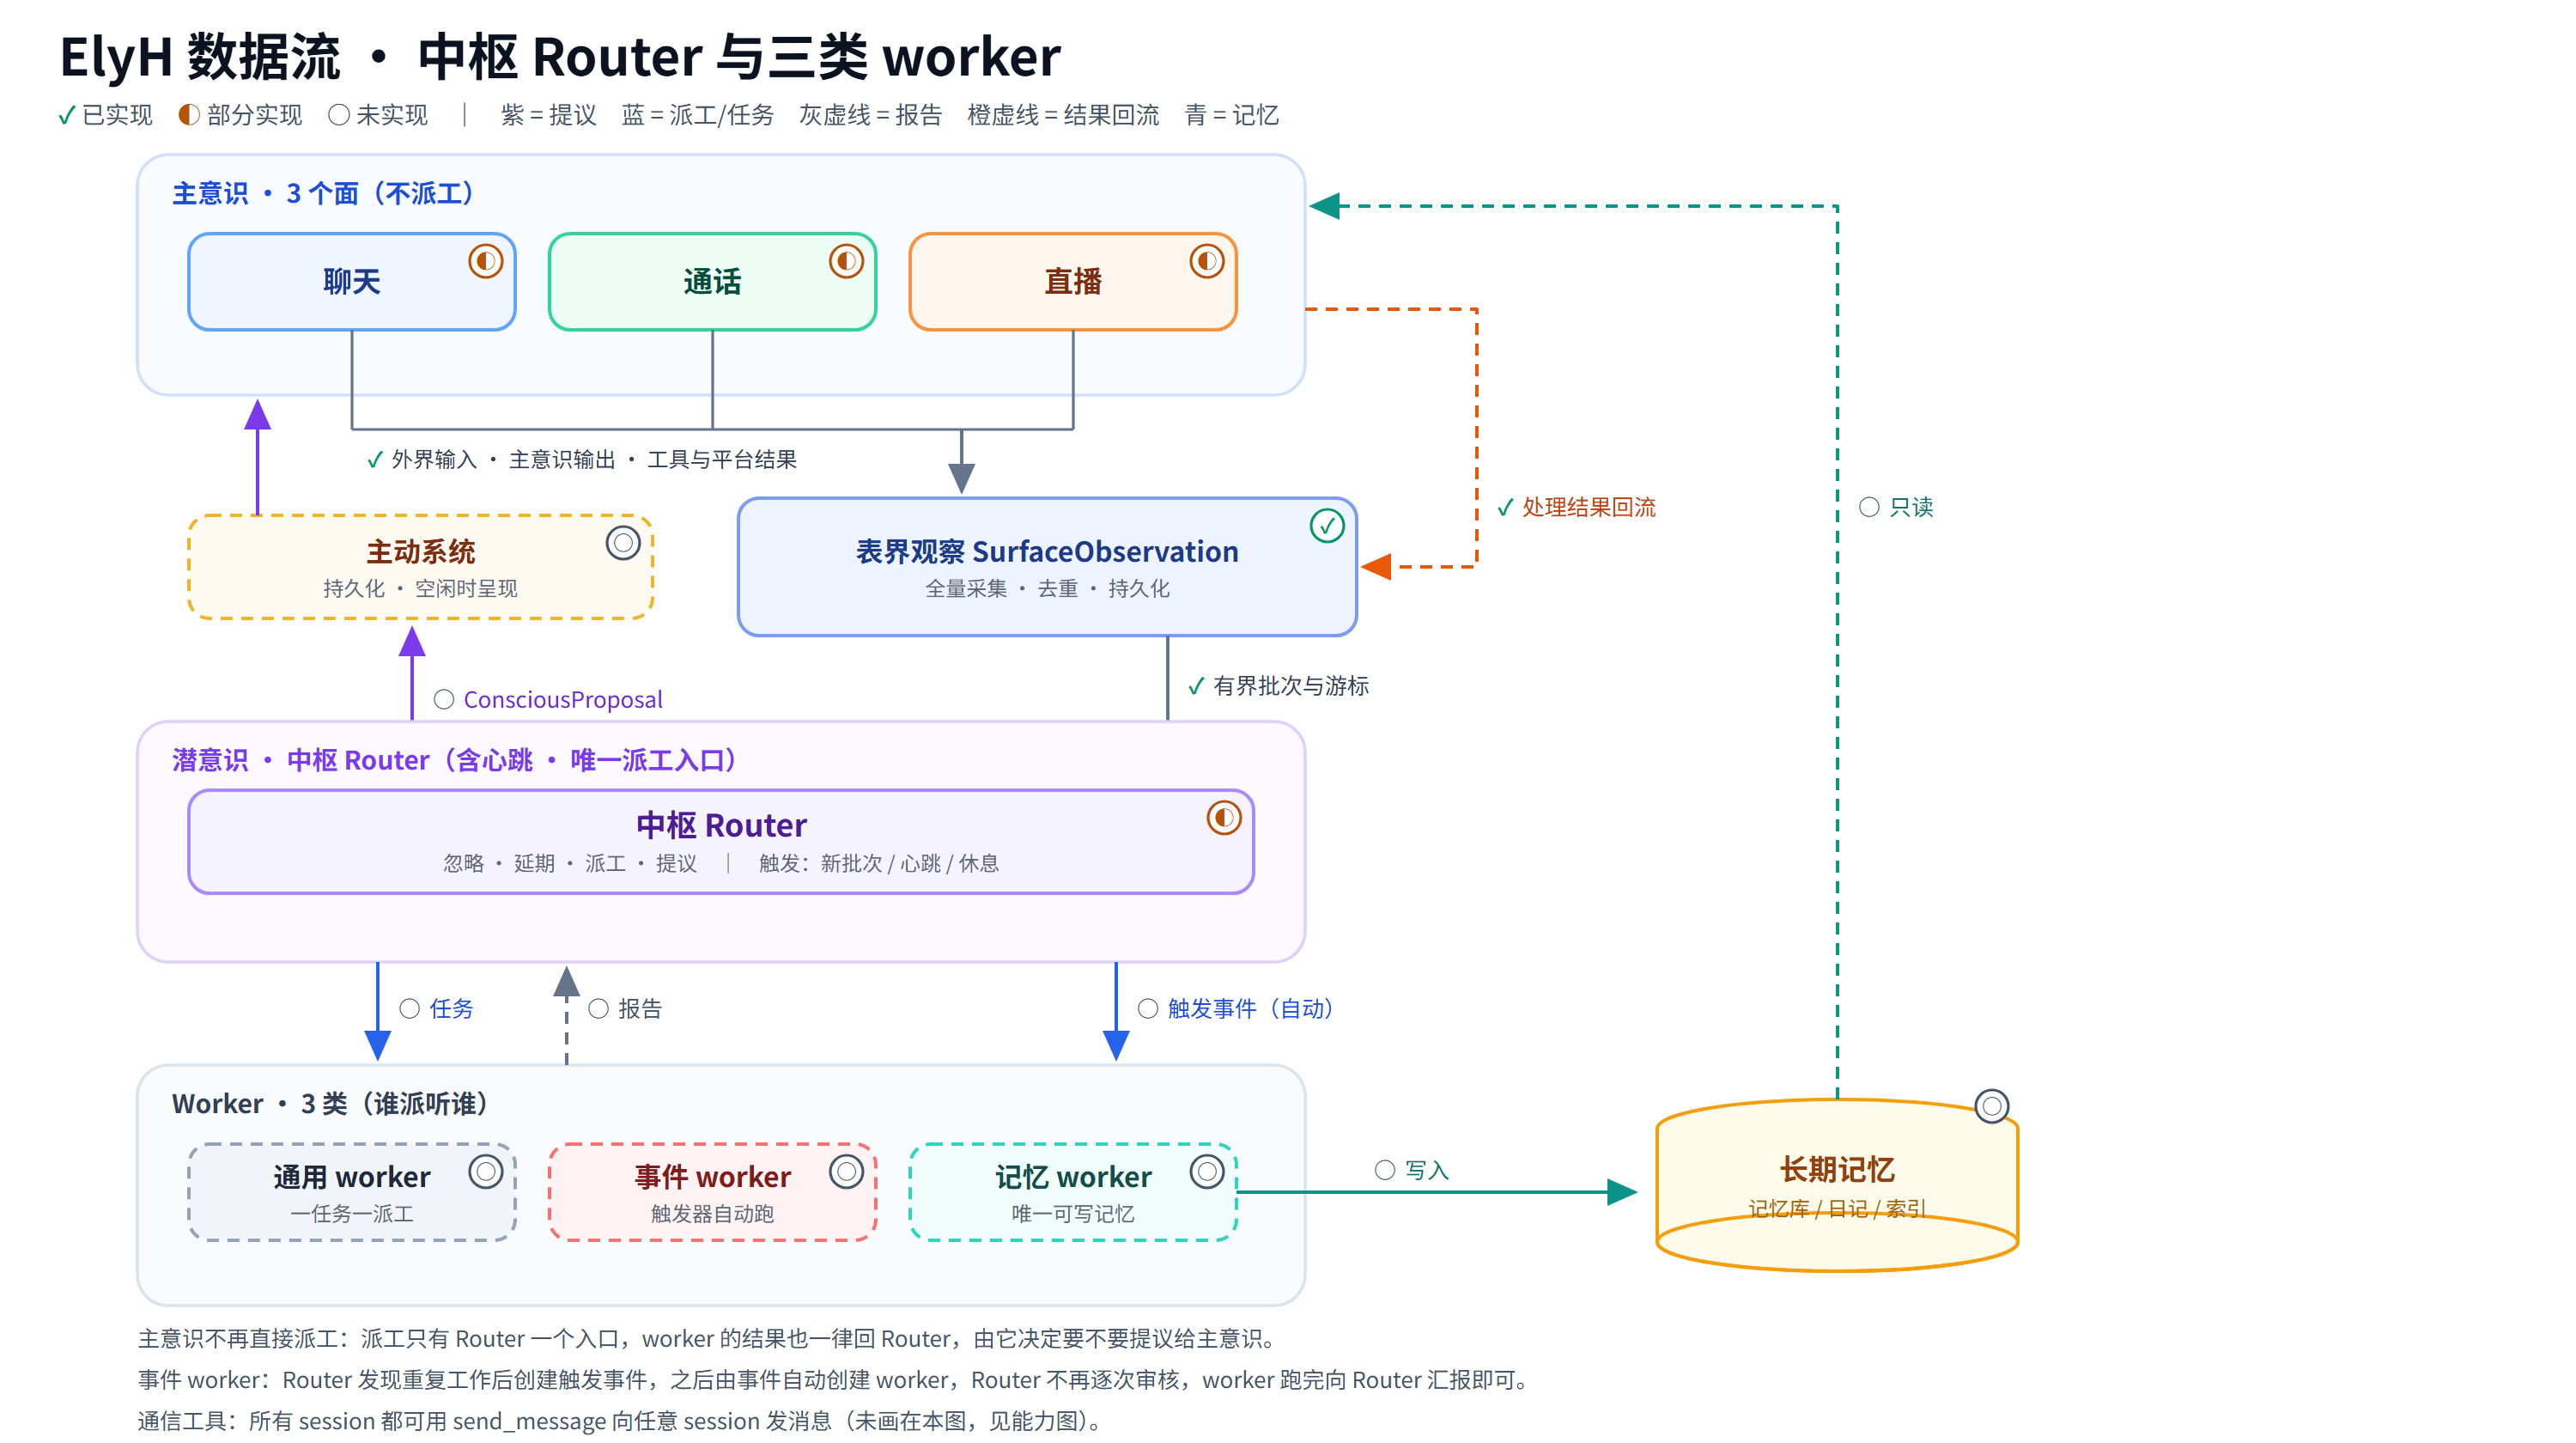 ElyH 数据流 · 中枢 Router 与三类 worker
✓ 已实现 ◐ 部分实现 ○ 未实现 ｜ 紫 = 提议 蓝 = 派工/任务 灰虚线 = 报告 橙虚线 = 结果回流 青 = 记忆
主意识 · 3 个面（不派工）
聊天 ◐
通话 ◐
直播 ◐
✓ 外界输入 · 主意识输出 · 工具与平台结果
✓ 处理结果回流
○ 只读
主动系统 ○
持久化 · 空闲时呈现
表界观察 SurfaceObservation ✓
全量采集 · 去重 · 持久化
○ ConsciousProposal
✓ 有界批次与游标
潜意识 · 中枢 Router（含心跳 · 唯一派工入口）
中枢 Router ◐
忽略 · 延期 · 派工 · 提议 ｜ 触发：新批次 / 心跳 / 休息
○ 任务
○ 报告
○ 触发事件（自动）
Worker · 3 类（谁派听谁）
通用 worker ○
一任务一派工
事件 worker ○
触发器自动跑
记忆 worker ○
唯一可写记忆
○ 写入
长期记忆 ○
记忆库 / 日记 / 索引
主意识不再直接派工：派工只有 Router 一个入口，worker 的结果也一律回 Router，由它决定要不要提议给主意识。
事件 worker：Router 发现重复工作后创建触发事件，之后由事件自动创建 worker，Router 不再逐次审核，worker 跑完向 Router 汇报即可。
通信工具：所有 session 都可用 send_message 向任意 session 发消息（未画在本图，见能力图）。